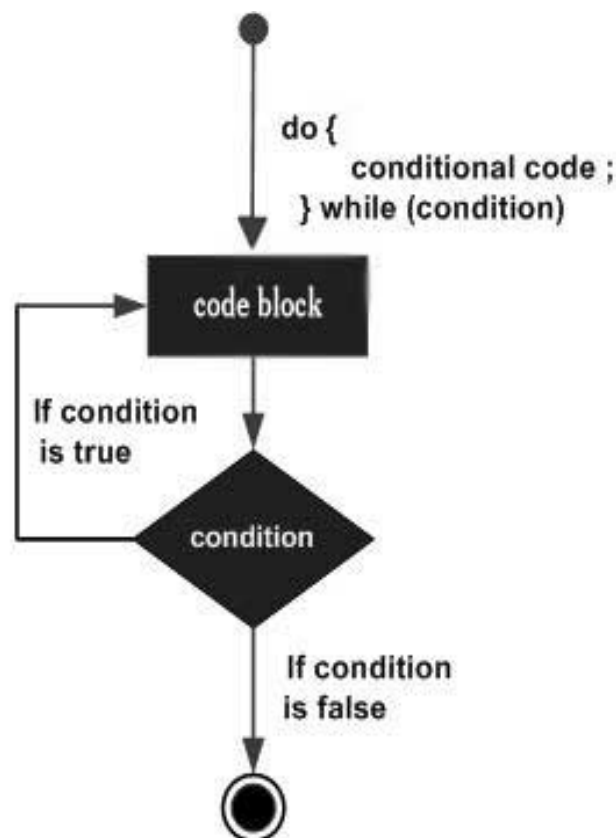 do {
conditional code ;
} while (condition)
code block
If condition
is true
condition
If condition
is false